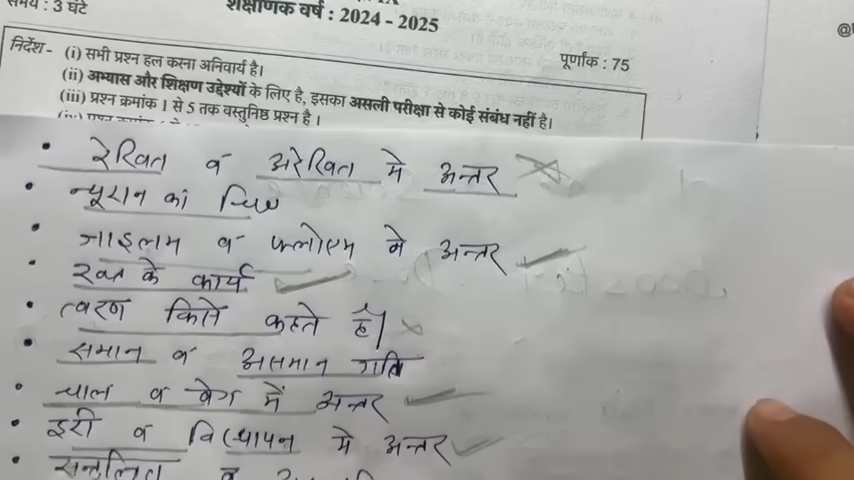 समय : 3 घंटे
शैक्षणिक वर्ष : 2024 - 2025
पूर्णांक : 75
निर्देश- (i) सभी प्रश्न हल करना अनिवार्य है।
(ii) अभ्यास और शिक्षण उद्देश्यों के लिए है, इसका असली परीक्षा से कोई संबंध नहीं है।
(iii) प्रश्न क्रमांक 1 से 5 तक वस्तुनिष्ठ प्रश्न है।
• रेखित व अरेखित मे अन्तर
• न्यूरान का चित्र
• जाइलम व फ्लोएम मे अन्तर
• रक्त के कार्य
• त्वरण किसे कहते है।
• समान व असमान गति
• चाल व वेग में अन्तर
• दूरी व विस्थापन मे अन्तर
• सन्तुलित व